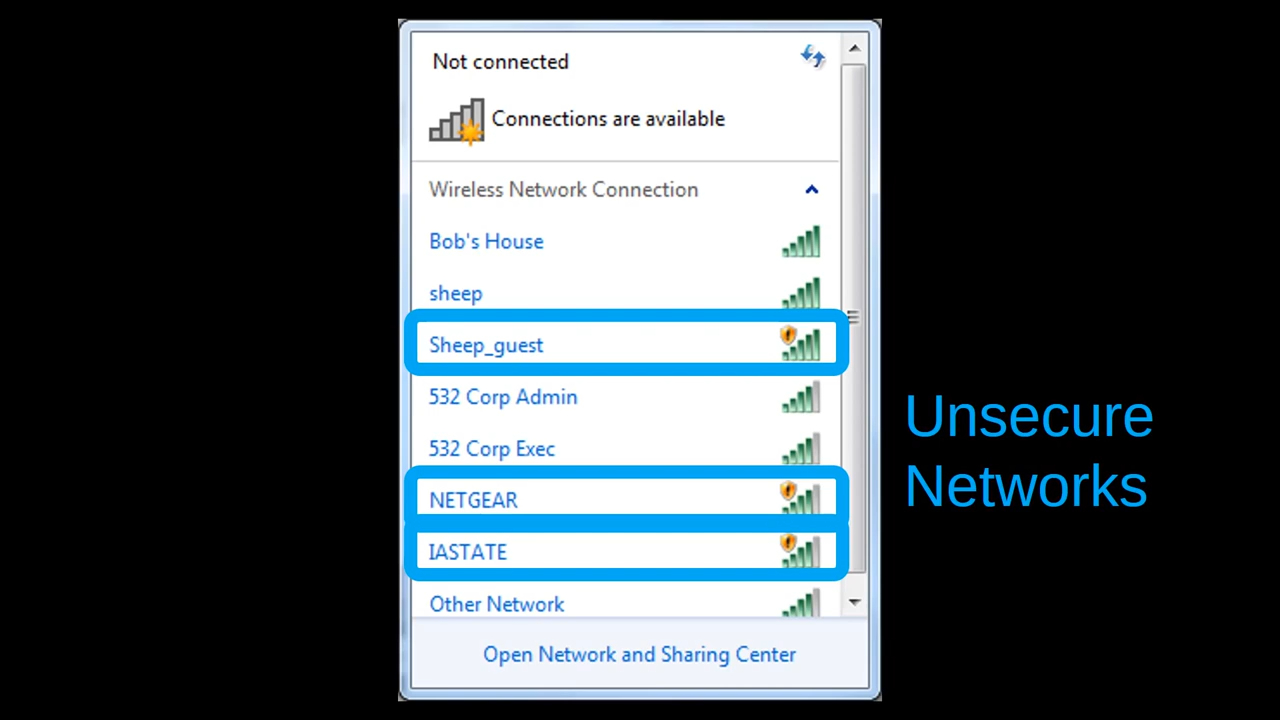 Not connected
Connections are available
Wireless Network Connection
Bob's House
sheep
Sheep_guest
532 Corp Admin
532 Corp Exec
NETGEAR
IASTATE
Other Network
Open Network and Sharing Center
Unsecure
Networks